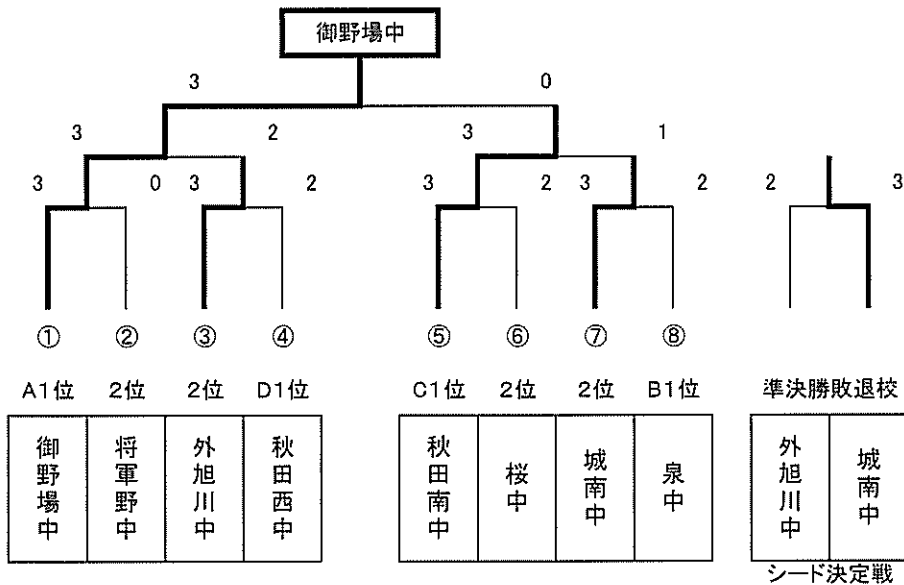 御野場中
3 0
3 2 3 1
3 0 3 2 3 2 3 2 2 3
① ② ③ ④ ⑤ ⑥ ⑦ ⑧
A1位 2位 2位 D1位 C1位 2位 2位 B1位 準決勝敗退校
御野場中 将軍野中 外旭川中 秋田西中 秋田南中 桜中 城南中 泉中 外旭川中 城南中
シード決定戦